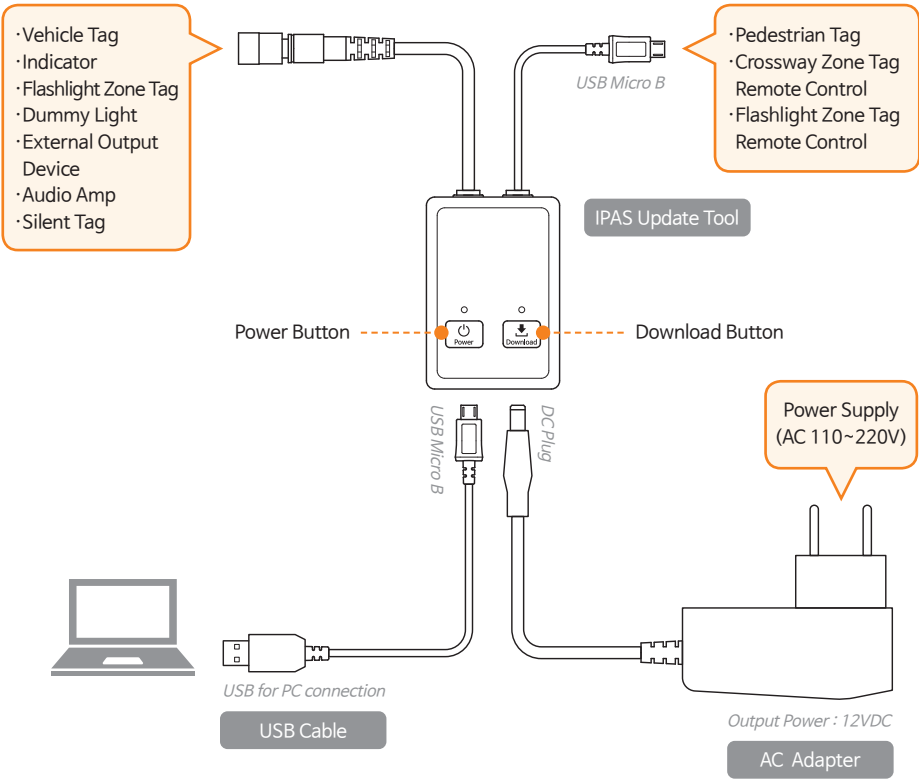 ·Vehicle Tag
·Indicator
·Flashlight Zone Tag
·Dummy Light
·External Output
Device
·Audio Amp
·Silent Tag
USB Micro B
·Pedestrian Tag
·Crossway Zone Tag
Remote Control
·Flashlight Zone Tag
Remote Control
IPAS Update Tool
Power Button
Power
Download
Download Button
USB Micro B
DC Plug
Power Supply
(AC 110~220V)
USB for PC connection
USB Cable
Output Power : 12VDC
AC Adapter